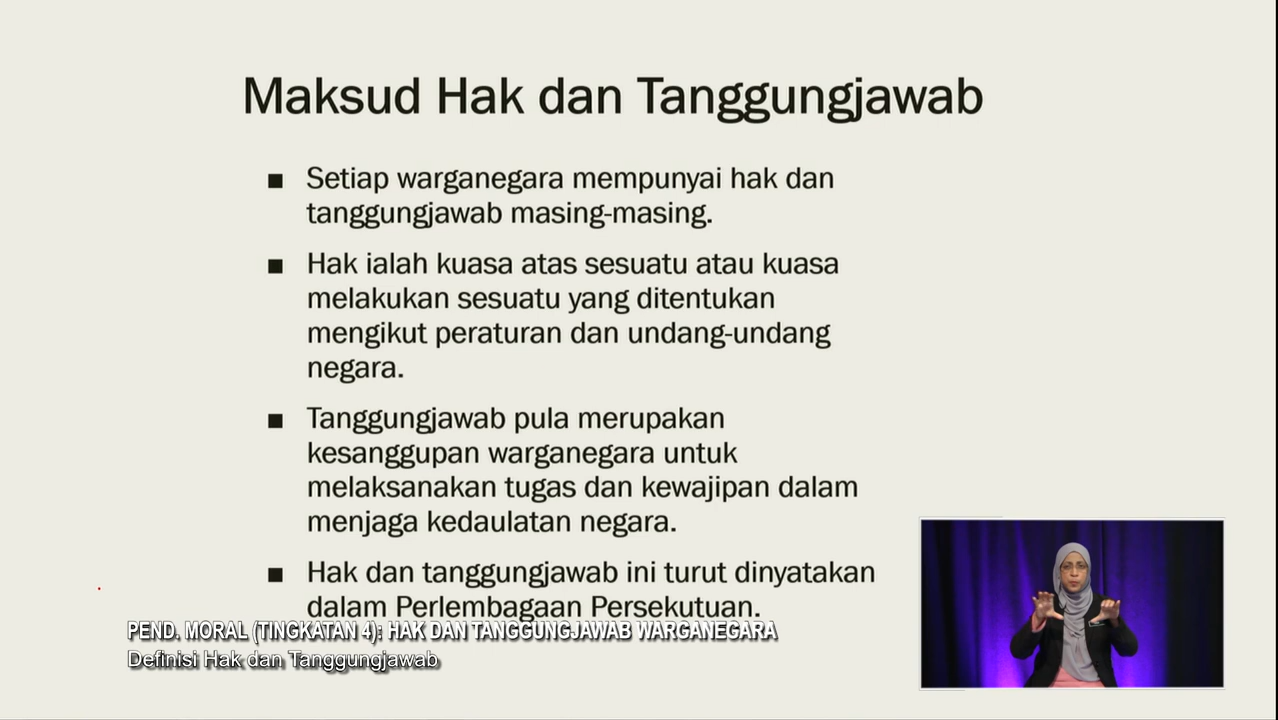 Maksud Hak dan Tanggungjawab
■ Setiap warganegara mempunyai hak dan
tanggungjawab masing-masing.
■ Hak ialah kuasa atas sesuatu atau kuasa
melakukan sesuatu yang ditentukan
mengikut peraturan dan undang-undang
negara.
■ Tanggungjawab pula merupakan
kesanggupan warganegara untuk
melaksanakan tugas dan kewajipan dalam
menjaga kedaulatan negara.
■ Hak dan tanggungjawab ini turut dinyatakan
dalam Perlembagaan Persekutuan.
PEND. MORAL (TINGKATAN 4): HAK DAN TANGGUNGJAWAB WARGANEGARA
Definisi Hak dan Tanggungjawab